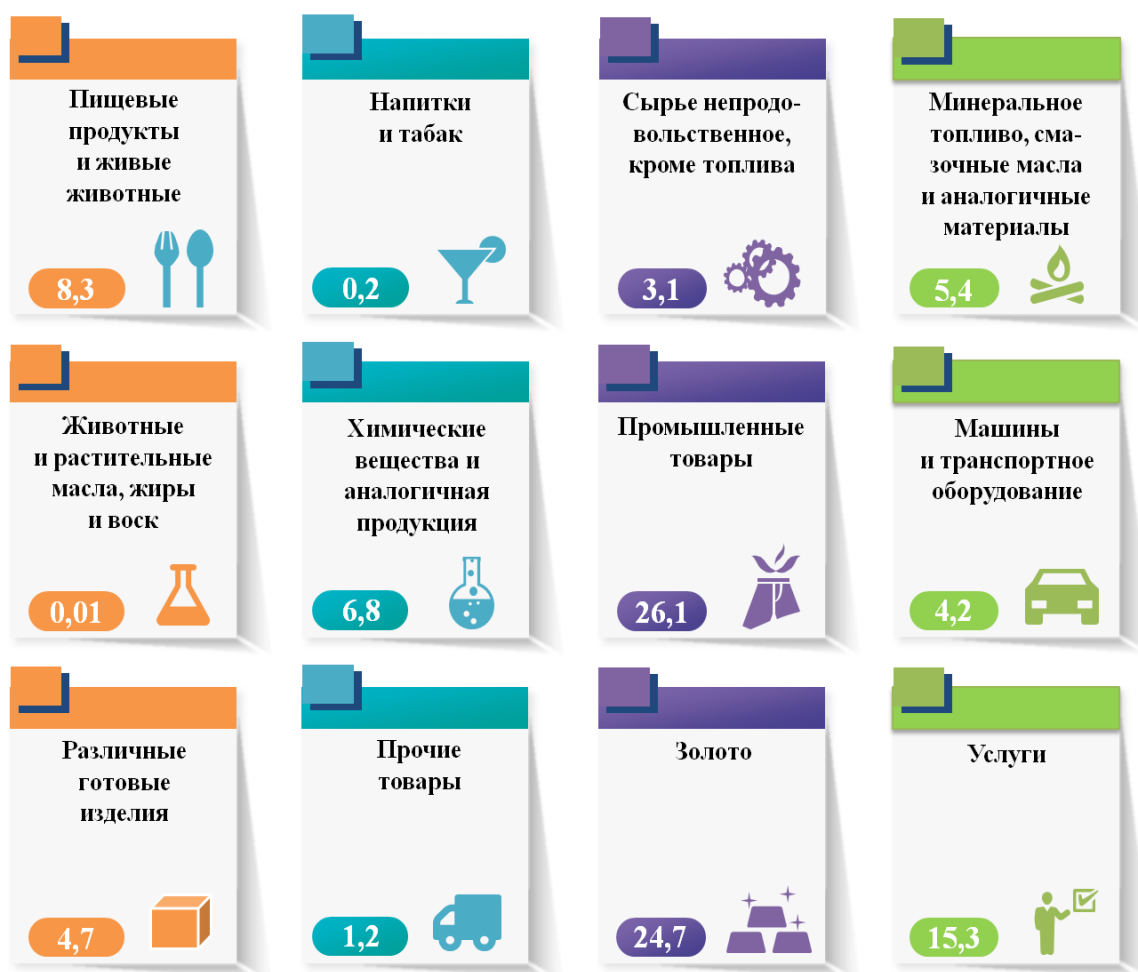 Пищевые
продукты
и живые
животные
8,3
Напитки
и табак
0,2
Сырье непродо-
вольственное,
кроме топлива
3,1
Минеральное
топливо, сма-
зочные масла
и аналогичные
материалы
5,4
Животные
и растительные
масла, жиры
и воск
0,01
Химические
вещества и
аналогичная
продукция
6,8
Промышленные
товары
26,1
Машины
и транспортное
оборудование
4,2
Различные
готовые
изделия
4,7
Прочие
товары
1,2
Золото
24,7
Услуги
15,3